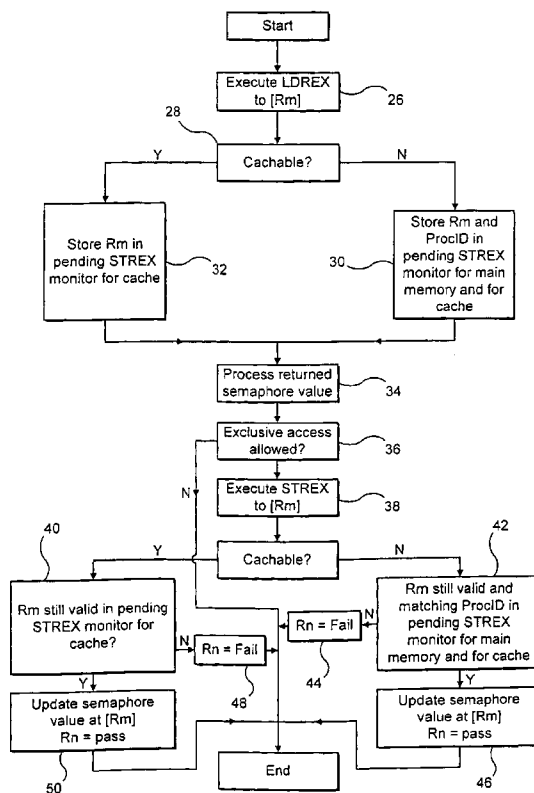 Start
Execute LDREX
to [Rm]
26
28
Cachable?
Y
N
Store Rm in
pending STREX
monitor for cache
32
Store Rm and
ProcID in
pending STREX
monitor for main
memory and for
cache
30
Process returned
semaphore value
34
Exclusive access
allowed?
36
N
Execute STREX
to [Rm]
38
Cachable?
Y
N
40
42
Rm still valid in pending
STREX monitor for
cache?
N
Rn = Fail
48
Rn = Fail
44
N
Rm still valid and
matching ProcID in
pending STREX
monitor for main
memory and for cache
Y
Y
Update semaphore
value at [Rm]
Rn = pass
50
Update semaphore
value at [Rm]
Rn = pass
46
End